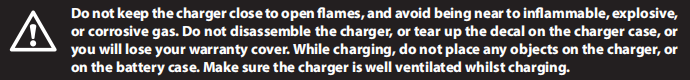 Do not keep the charger close to open flames, and avoid being near to inflammable, explosive,
or corrosive gas. Do not disassemble the charger, or tear up the decal on the charger case, or
you will lose your warranty cover. While charging, do not place any objects on the charger, or
on the battery case. Make sure the charger is well ventilated whilst charging.